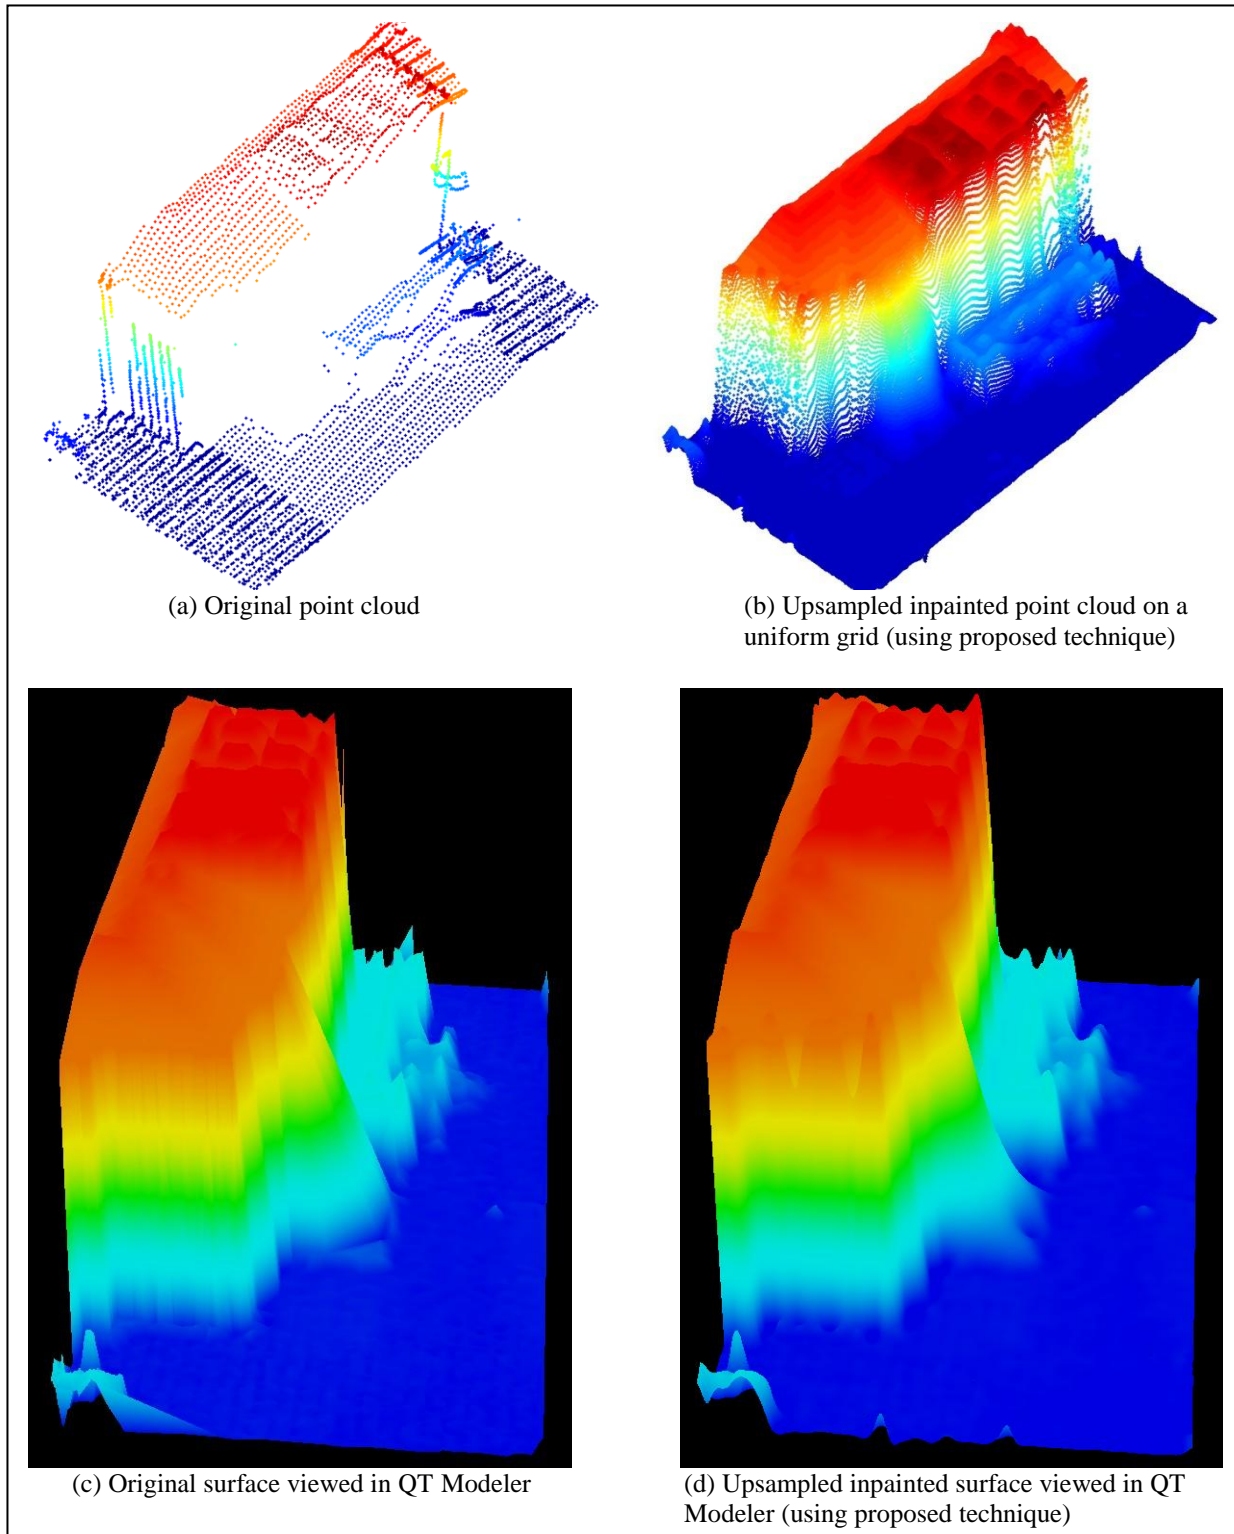 (a) Original point cloud
(b) Upsampled inpainted point cloud on a
uniform grid (using proposed technique)
(c) Original surface viewed in QT Modeler
(d) Upsampled inpainted surface viewed in QT
Modeler (using proposed technique)